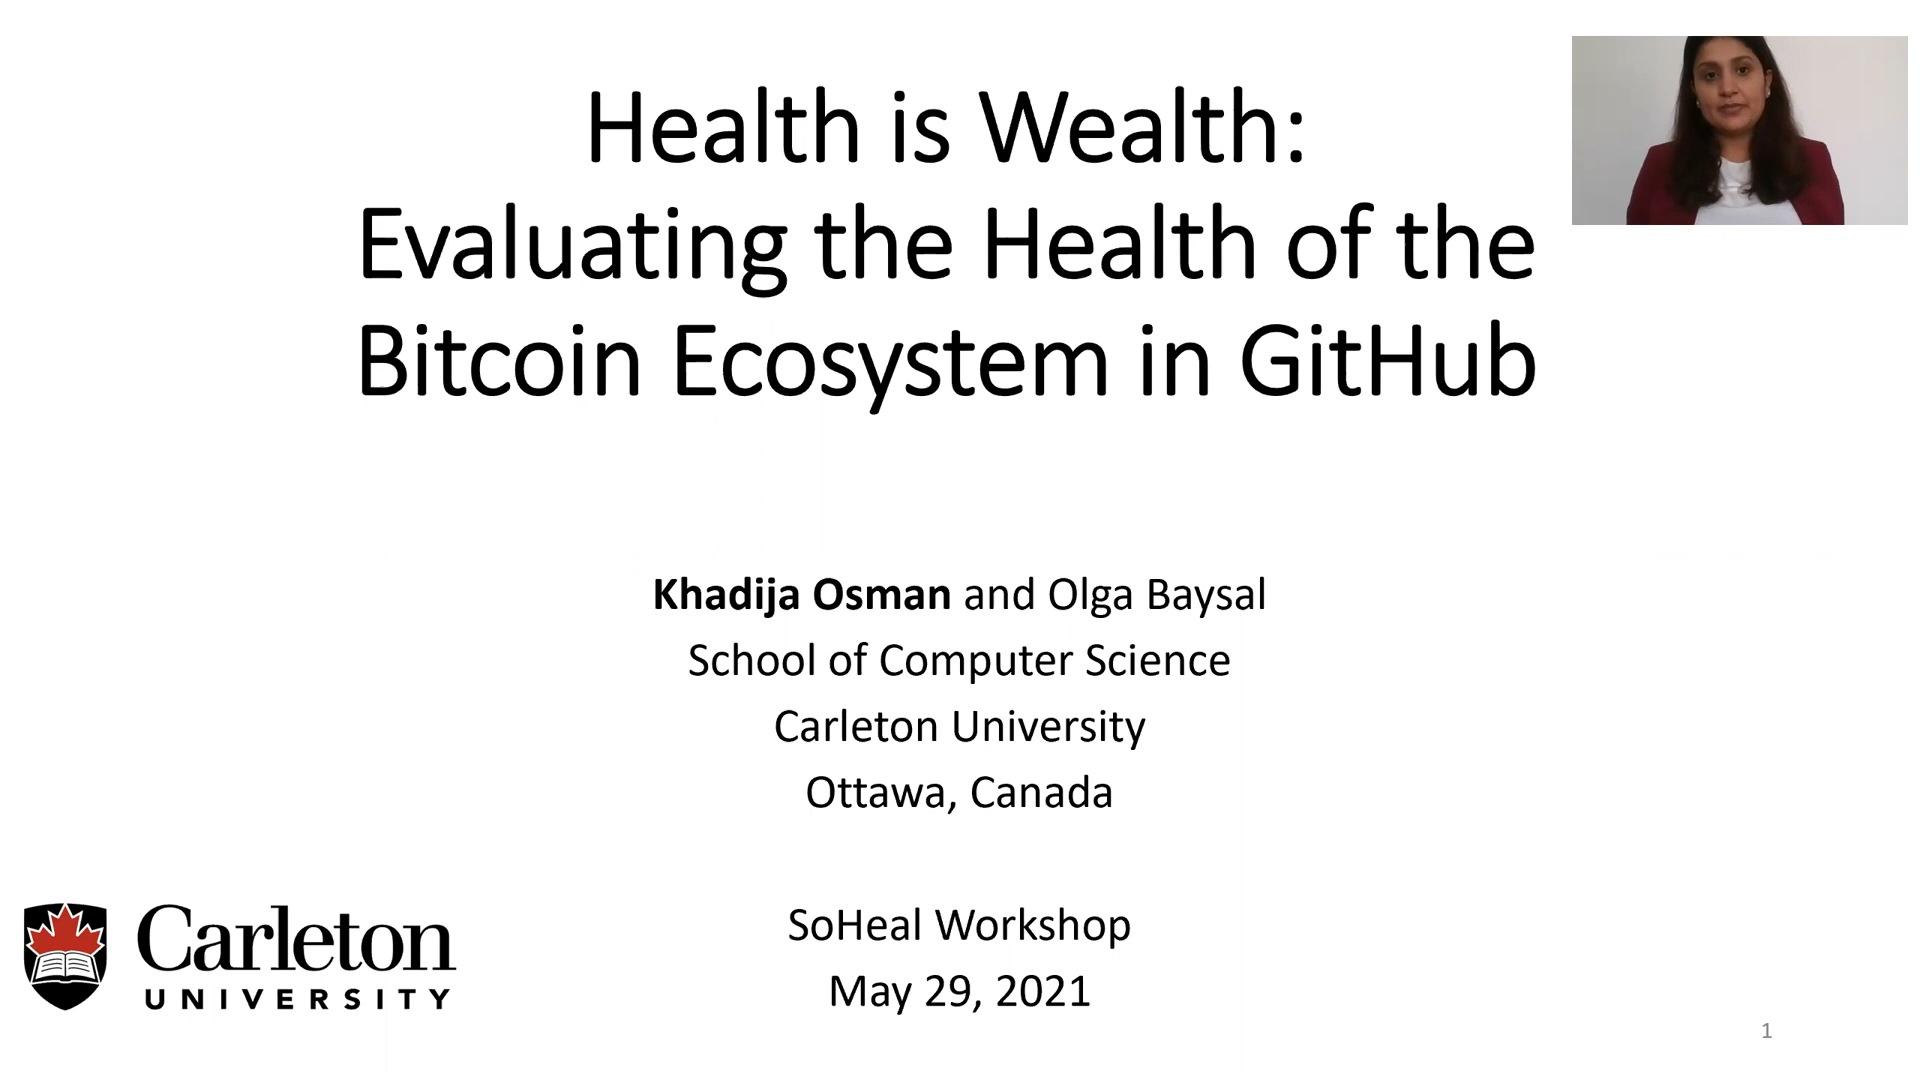 Health is Wealth:
Evaluating the Health of the
Bitcoin Ecosystem in GitHub
Khadija Osman and Olga Baysal
School of Computer Science
Carleton University
Ottawa, Canada
SoHeal Workshop
May 29, 2021
Carleton
UNIVERSITY
1